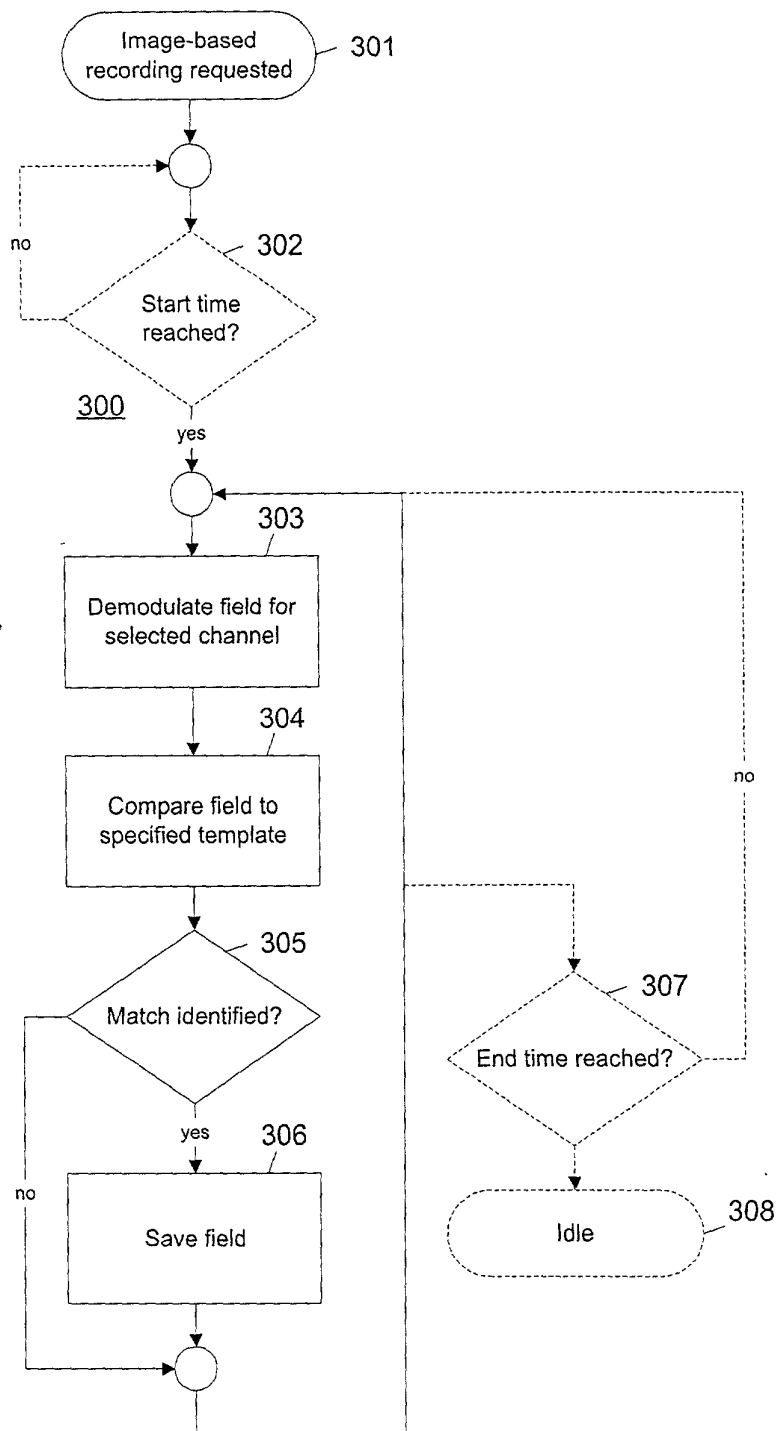 Image-based
recording requested
301
no
302
Start time
reached?
300
yes
303
Demodulate field for
selected channel
304
Compare field to
specified template
no
305
Match identified?
307
End time reached?
yes
306
no
Save field
Idle
308